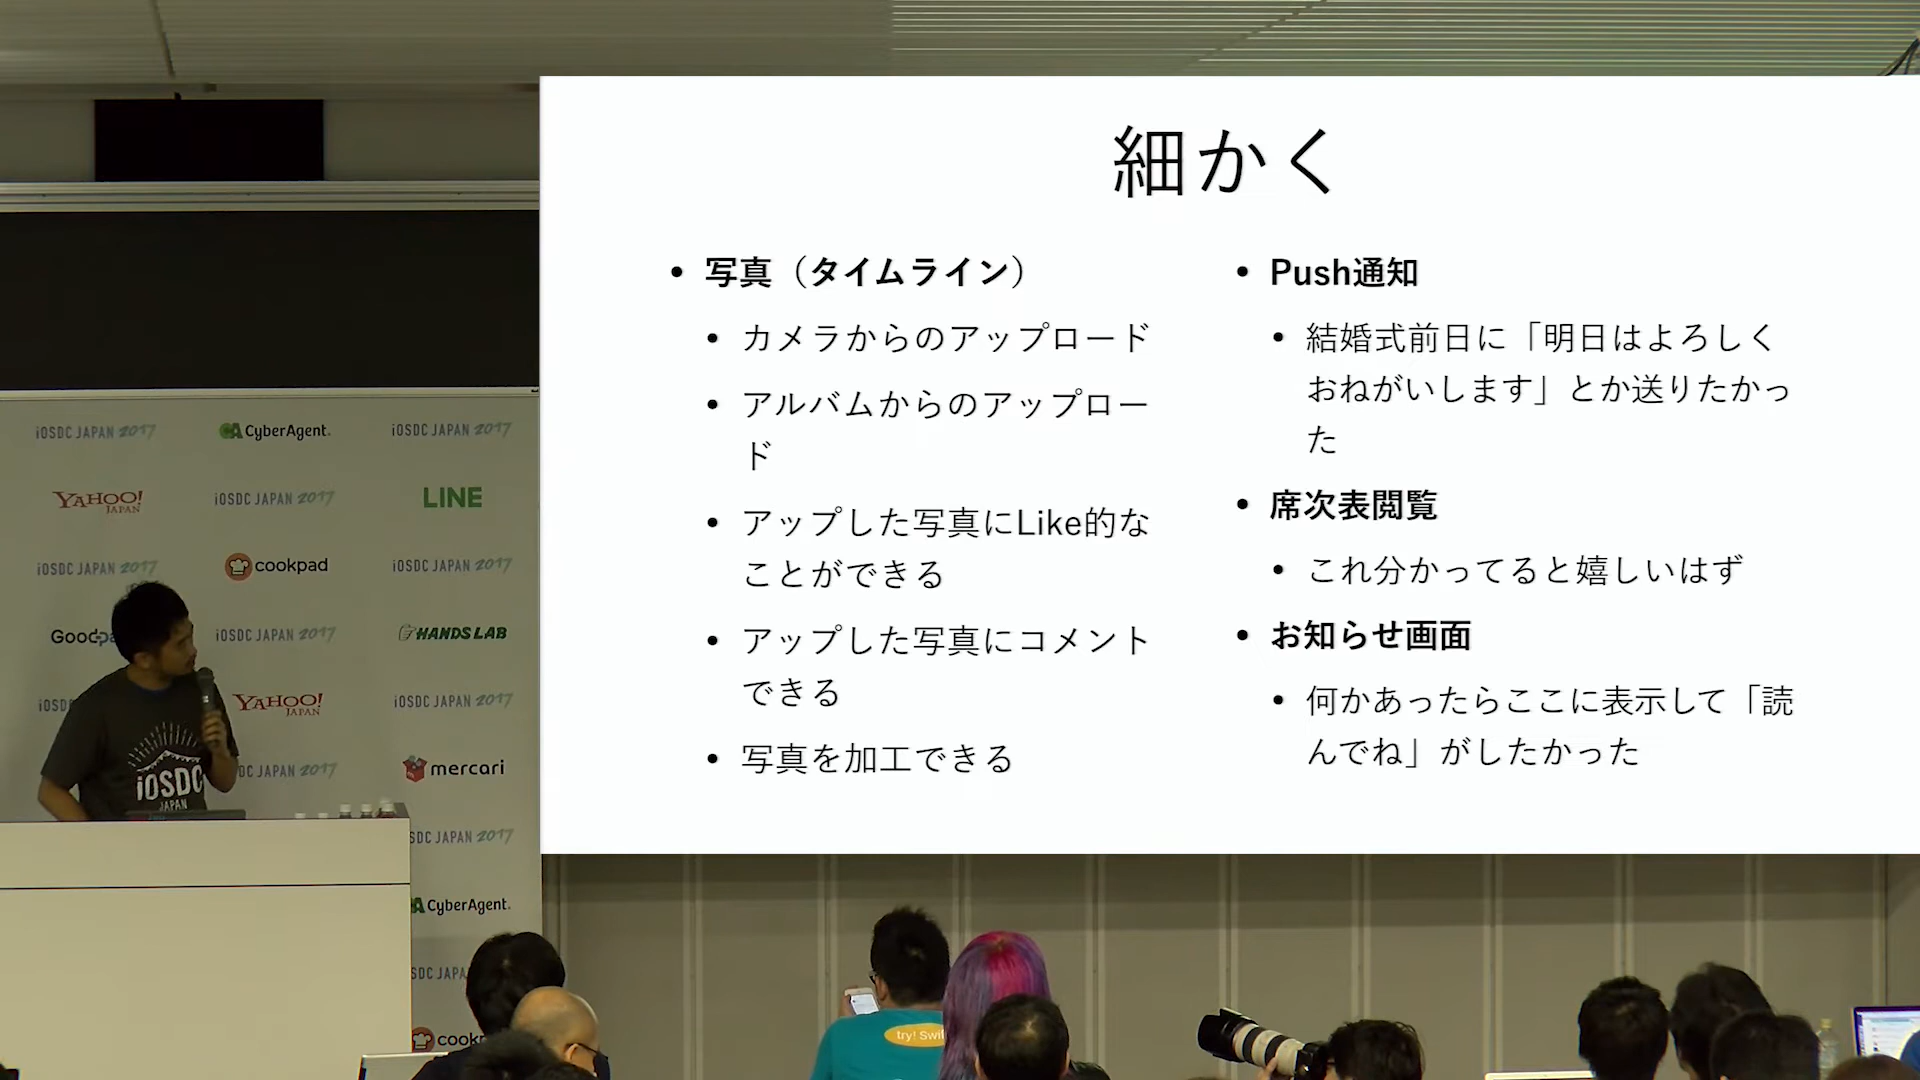 細かく
• 写真（タイムライン）
• カメラからのアップロード
• アルバムからのアップロー
ド
• アップした写真にLike的な
ことができる
• アップした写真にコメント
できる
• 写真を加工できる
• Push通知
• 結婚式前日に「明日はよろしく
おねがいします」とか送りたかっ
た
• 席次表閲覧
• これ分かってると嬉しいはず
• お知らせ画面
• 何かあったらここに表示して「読
んでね」がしたかった
iOSDC JAPAN 2017
CyberAgent.
iOSDC JAPAN 2017
YAHOO!
JAPAN
iOSDC JAPAN 2017
LINE
iOSDC JAPAN 2017
cookpad
iOSDC JAPAN 2017
Goodpa
iOSDC JAPAN 2017
HANDS LAB
iOSD
YAHOO!
JAPAN
iOSDC JAPAN 2017
DC JAPAN 2017
mercari
iOSDC
JAPAN
SDC JAPAN 2017
CyberAgent.
SDC JAPA
cook
try! Swi